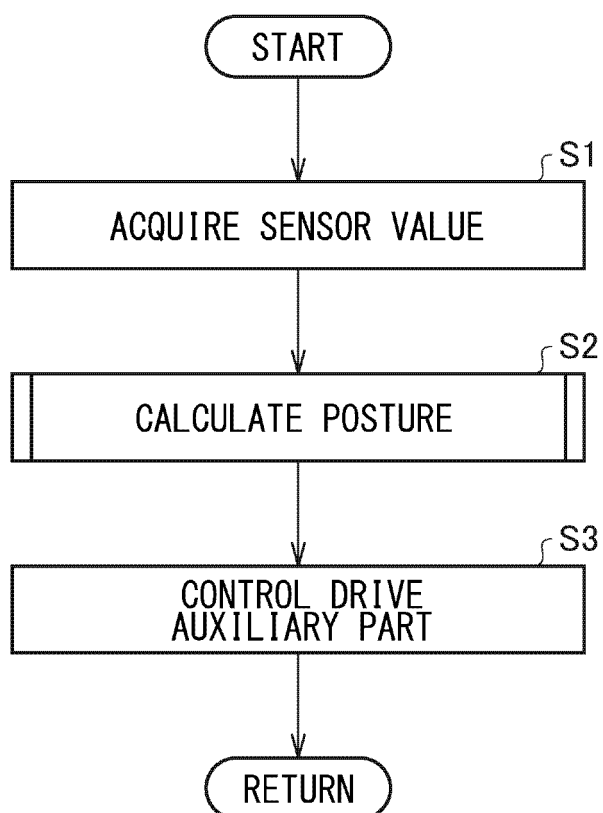 START
S1
ACQUIRE SENSOR VALUE
S2
CALCULATE POSTURE
S3
CONTROL DRIVE
AUXILIARY PART
RETURN